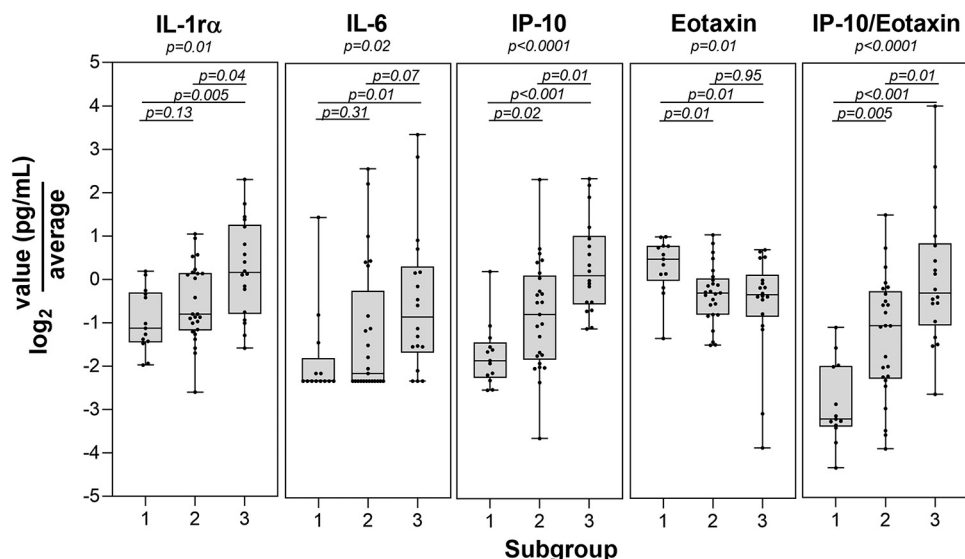 IL-1rα IL-6 IP-10 Eotaxin IP-10/Eotaxin
p=0.01 p=0.02 p<0.0001 p=0.01 p<0.0001
p=0.04 p=0.07 p=0.01 p=0.95 p=0.01
p=0.005 p=0.01 p<0.001 p=0.01 p<0.001
p=0.13 p=0.31 p=0.02 p=0.01 p=0.005
5
4
3
2
1
0
-1
-2
-3
-4
-5
log2 value (pg/mL)
average
1 2 3 1 2 3 1 2 3 1 2 3 1 2 3
Subgroup